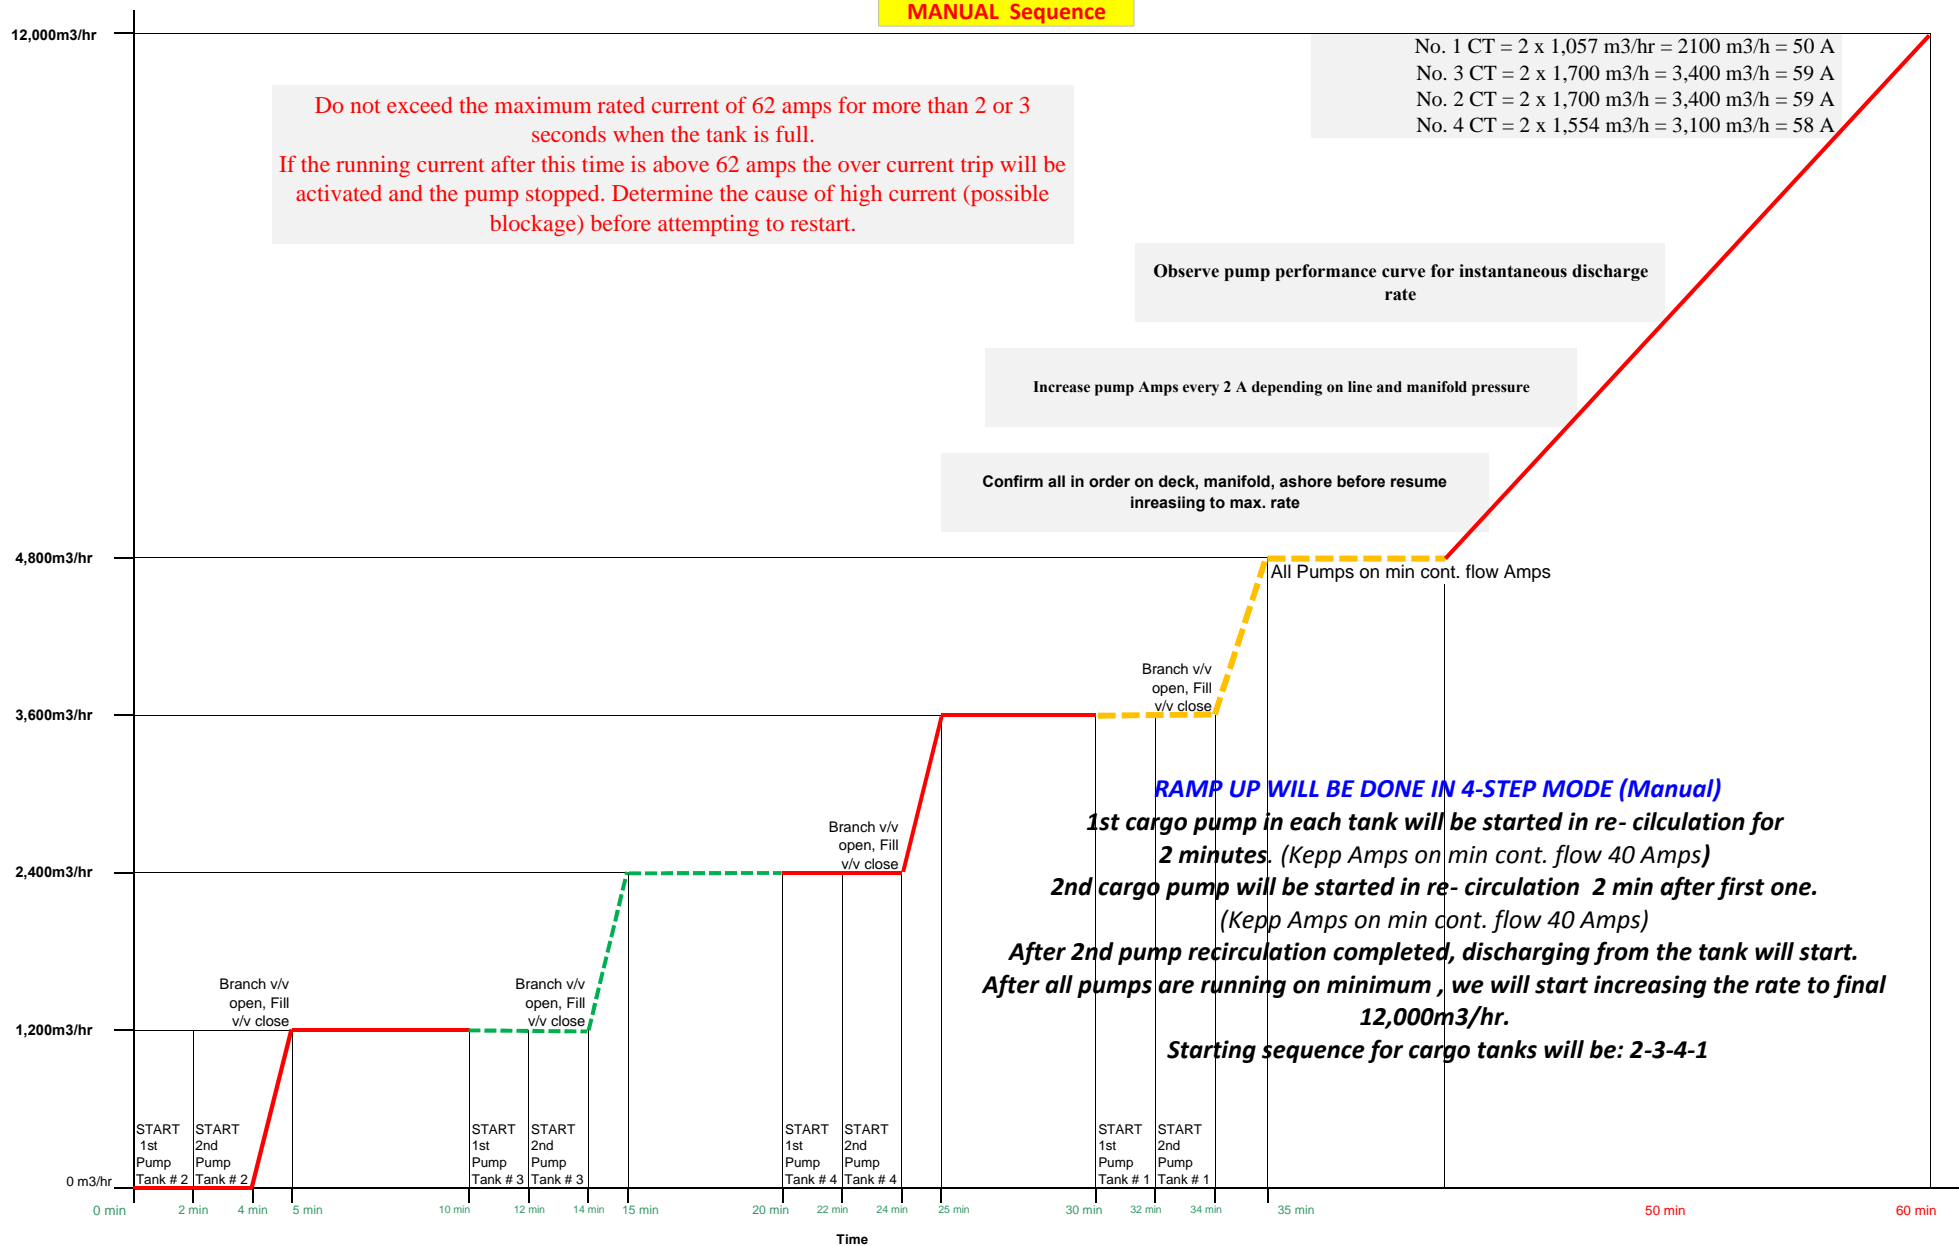 MANUAL  Sequence
12,000m3/hr
No. 1 CT = 2 x 1,057 m3/hr = 2100 m3/h = 50 A
No. 3 CT = 2 x 1,700 m3/h = 3,400 m3/h = 59 A
No. 2 CT = 2 x 1,700 m3/h = 3,400 m3/h = 59 A
No. 4 CT = 2 x 1,554 m3/h = 3,100 m3/h = 58 A
Do not exceed the maximum rated current of 62 amps for more than 2 or 3
seconds when the tank is full.
If the running current after this time is above 62 amps the over current trip will be
activated and the pump stopped. Determine the cause of high current (possible
blockage) before attempting to restart.
Observe pump performance curve for instantaneous discharge
rate
Increase pump Amps every 2 A depending on line and manifold pressure
Confirm all in order on deck, manifold, ashore before resume
inreasiing to max. rate
4,800m3/hr
All Pumps on min cont. flow Amps
Branch v/v
open, Fill
v/v close
3,600m3/hr
RAMP UP WILL BE DONE IN 4-STEP MODE (Manual)
1st cargo pump in each tank will be started in re- cilculation for
2 minutes. (Kepp Amps on min cont. flow 40 Amps)
2nd cargo pump will be started in re- circulation  2 min after first one.
(Kepp Amps on min cont. flow 40 Amps)
After 2nd pump recirculation completed, discharging from the tank will start.
After all pumps are running on minimum , we will start increasing the rate to final
12,000m3/hr.
Starting sequence for cargo tanks will be: 2-3-4-1
Branch v/v
open, Fill
v/v close
2,400m3/hr
Branch v/v
open, Fill
v/v close
Branch v/v
open, Fill
v/v close
1,200m3/hr
START
1st
Pump
Tank # 2
START
2nd
Pump
Tank # 2
START
1st
Pump
Tank # 3
START
2nd
Pump
Tank # 3
START
1st
Pump
Tank # 4
START
2nd
Pump
Tank # 4
START
1st
Pump
Tank # 1
START
2nd
Pump
Tank # 1
0 m3/hr
0 min
2 min
4 min
5 min
10 min
12 min
14 min
15 min
20 min
22 min
24 min
25 min
30 min
32 min
34 min
35 min
50 min
60 min
Time